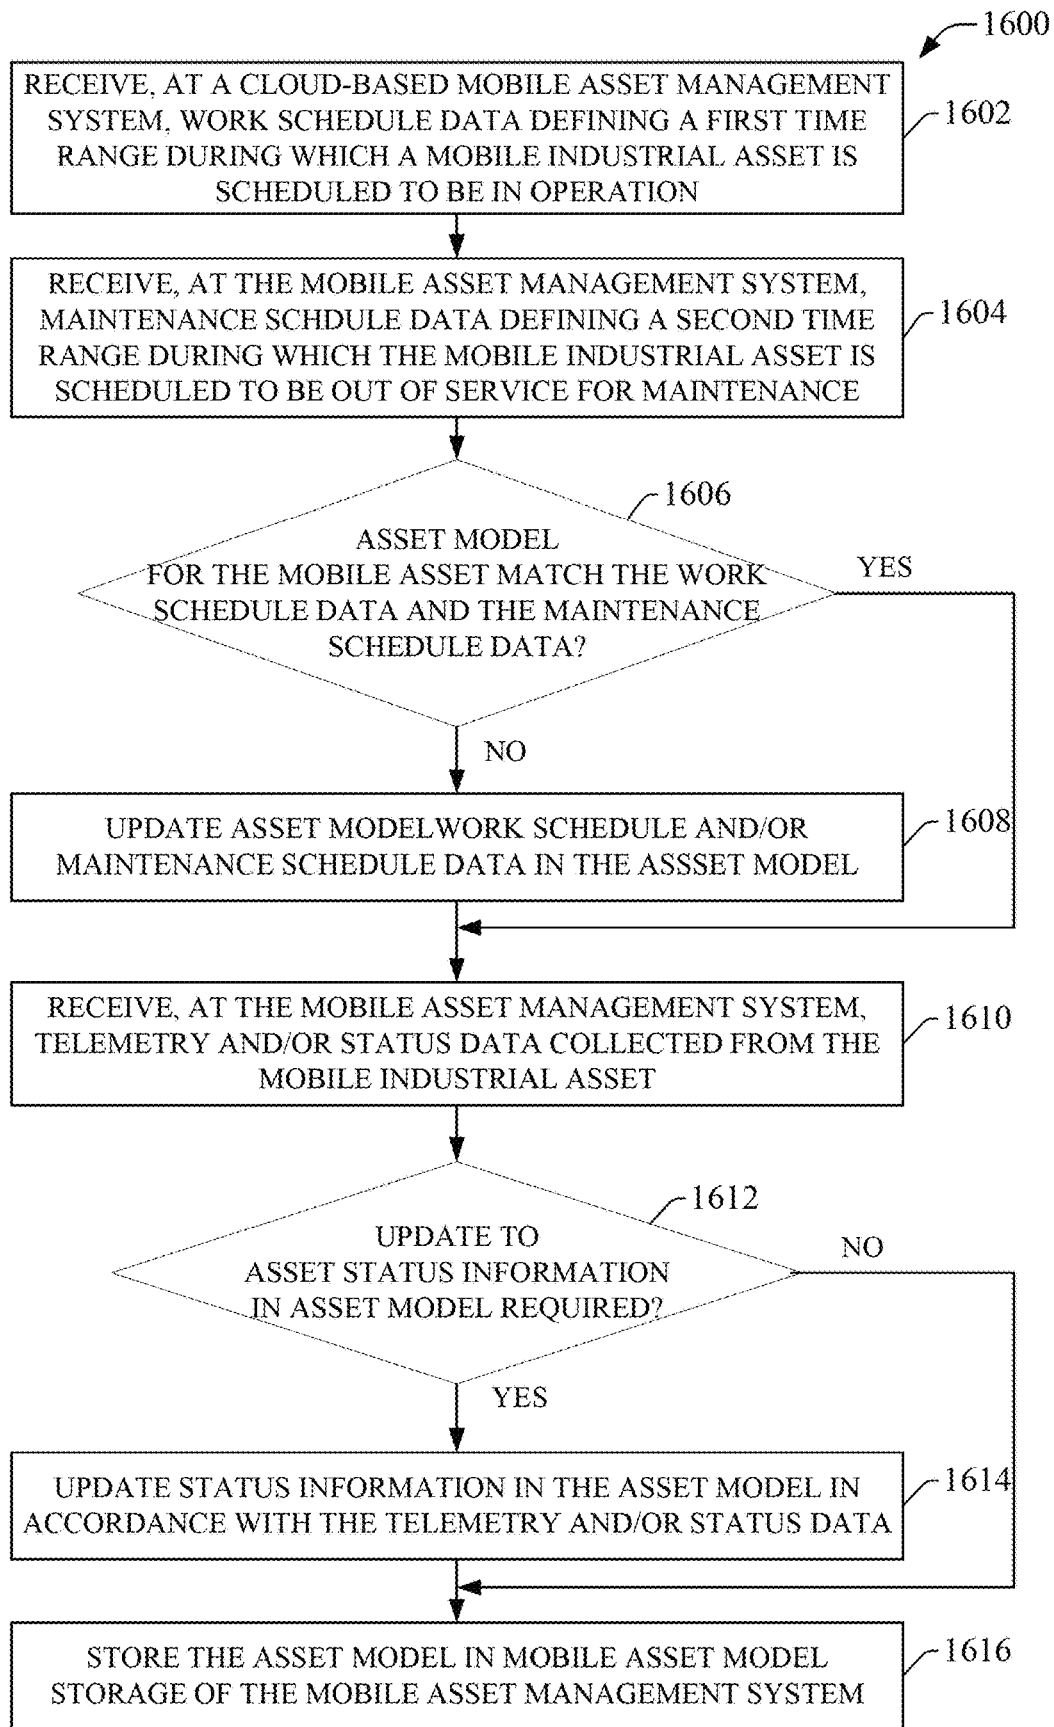 1600
RECEIVE, AT A CLOUD-BASED MOBILE ASSET MANAGEMENT
SYSTEM, WORK SCHEDULE DATA DEFINING A FIRST TIME
RANGE DURING WHICH A MOBILE INDUSTRIAL ASSET IS
SCHEDULED TO BE IN OPERATION
1602
RECEIVE, AT THE MOBILE ASSET MANAGEMENT SYSTEM,
MAINTENANCE SCHDULE DATA DEFINING A SECOND TIME
RANGE DURING WHICH THE MOBILE INDUSTRIAL ASSET IS
SCHEDULED TO BE OUT OF SERVICE FOR MAINTENANCE
1604
1606
ASSET MODEL
FOR THE MOBILE ASSET MATCH THE WORK
SCHEDULE DATA AND THE MAINTENANCE
SCHEDULE DATA?
YES
NO
UPDATE ASSET MODELWORK SCHEDULE AND/OR
MAINTENANCE SCHEDULE DATA IN THE ASSSET MODEL
1608
RECEIVE, AT THE MOBILE ASSET MANAGEMENT SYSTEM,
TELEMETRY AND/OR STATUS DATA COLLECTED FROM THE
MOBILE INDUSTRIAL ASSET
1610
1612
UPDATE TO
ASSET STATUS INFORMATION
IN ASSET MODEL REQUIRED?
NO
YES
UPDATE STATUS INFORMATION IN THE ASSET MODEL IN
ACCORDANCE WITH THE TELEMETRY AND/OR STATUS DATA
1614
STORE THE ASSET MODEL IN MOBILE ASSET MODEL
STORAGE OF THE MOBILE ASSET MANAGEMENT SYSTEM
1616